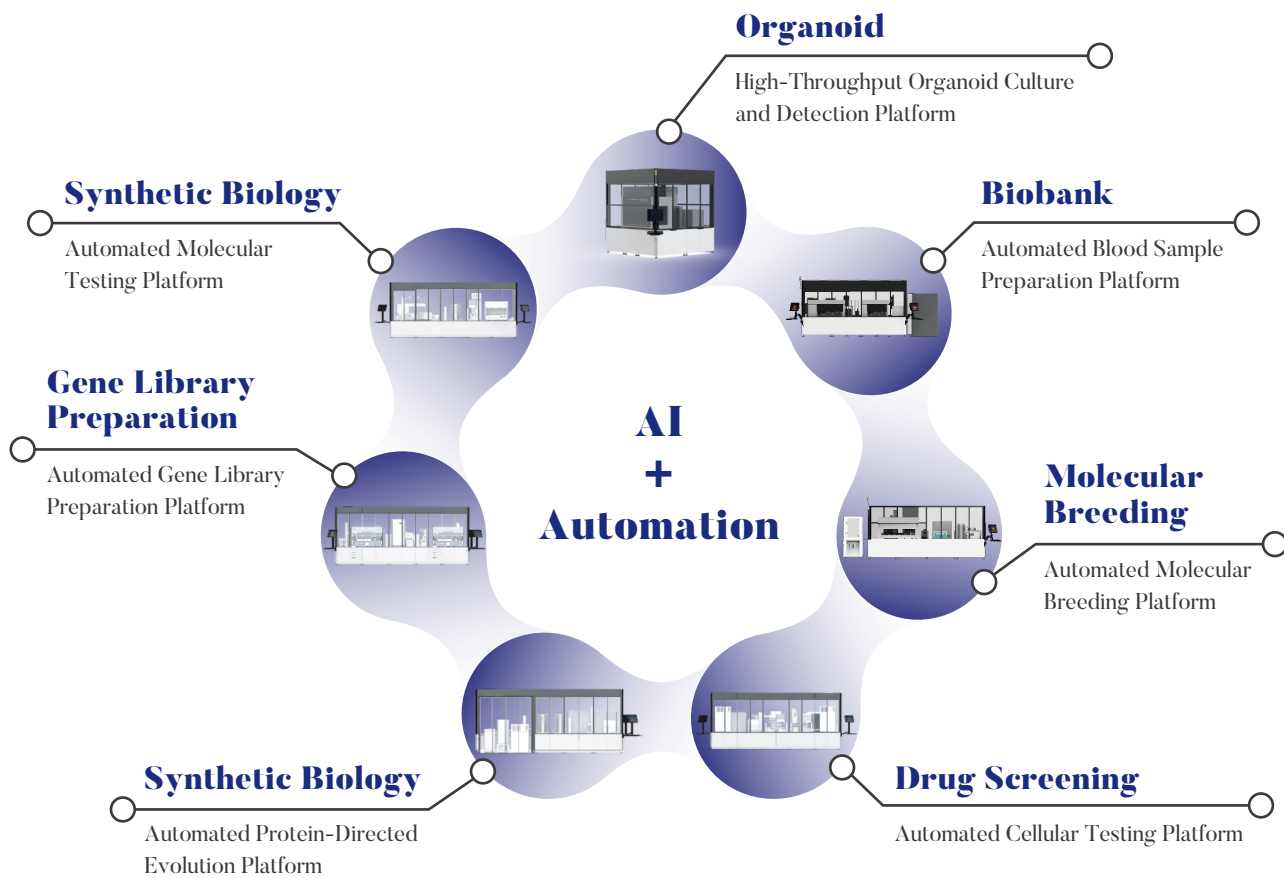 Organoid
High-Throughput Organoid Culture
and Detection Platform
Synthetic Biology
Automated Molecular
Testing Platform
Biobank
Automated Blood Sample
Preparation Platform
Gene Library
Preparation
Automated Gene Library
Preparation Platform
AI
+
Automation
Molecular
Breeding
Automated Molecular
Breeding Platform
Synthetic Biology
Automated Protein-Directed
Evolution Platform
Drug Screening
Automated Cellular Testing Platform